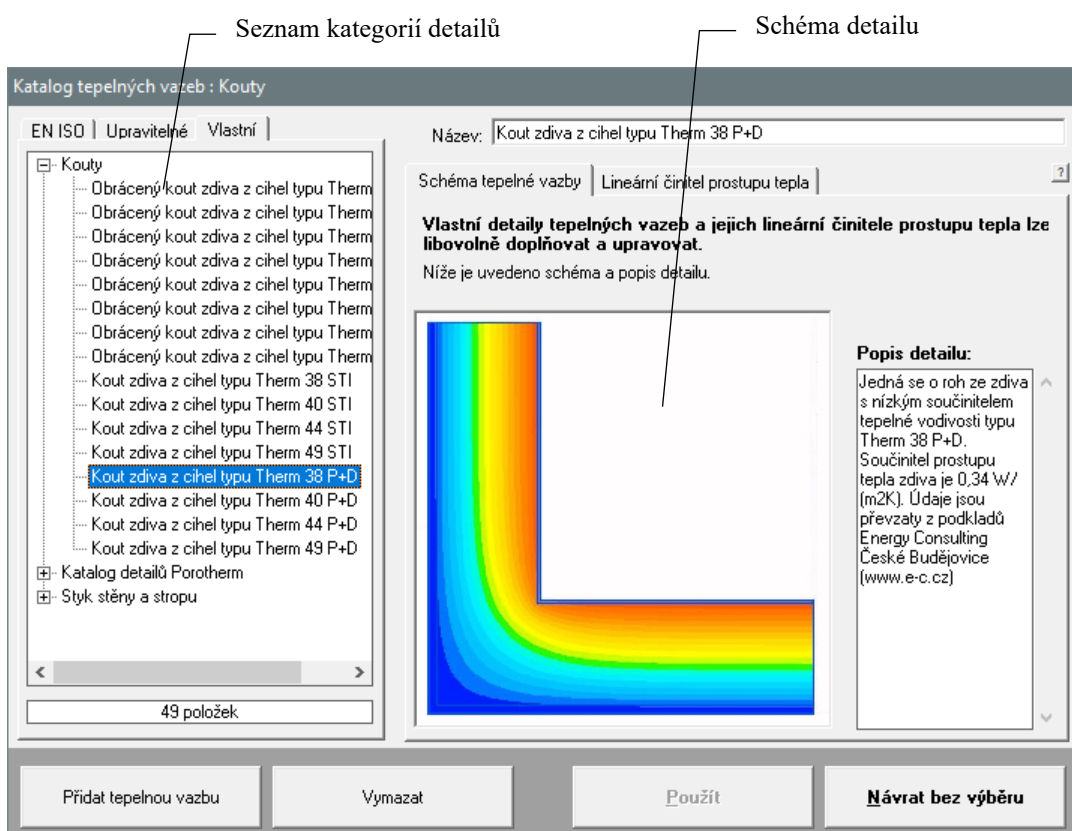 Seznam kategorií detailů
Schéma detailu
Katalog tepelných vazeb : Kouty
EN ISO
Upravitelné
Vlastní
Kouty
Obrácený kout zdiva z cihel typu Therm
Obrácený kout zdiva z cihel typu Therm
Obrácený kout zdiva z cihel typu Therm
Obrácený kout zdiva z cihel typu Therm
Obrácený kout zdiva z cihel typu Therm
Obrácený kout zdiva z cihel typu Therm
Obrácený kout zdiva z cihel typu Therm
Obrácený kout zdiva z cihel typu Therm
Kout zdiva z cihel typu Therm 38 STI
Kout zdiva z cihel typu Therm 40 STI
Kout zdiva z cihel typu Therm 44 STI
Kout zdiva z cihel typu Therm 49 STI
Kout zdiva z cihel typu Therm 38 P+D
Kout zdiva z cihel typu Therm 40 P+D
Kout zdiva z cihel typu Therm 44 P+D
Kout zdiva z cihel typu Therm 49 P+D
Katalog detailů Porotherm
Styk stěny a stropu
49 položek
Název: Kout zdiva z cihel typu Therm 38 P+D
Schéma tepelné vazby
Lineární činitel prostupu tepla
?
Vlastní detaily tepelných vazeb a jejich lineární činitele prostupu tepla lze
libovolně doplňovat a upravovat.
Níže je uvedeno schéma a popis detailu.
Popis detailu:
Jedná se o roh ze zdiva
s nízkým součinitelem
tepelné vodivosti typu
Therm 38 P+D.
Součinitel prostupu
tepla zdiva je 0,34 W/
(m2K). Údaje jsou
převzaty z podkladů
Energy Consulting
České Budějovice
(www.e-c.cz)
Přidat tepelnou vazbu
Vymazat
Použít
Návrat bez výběru